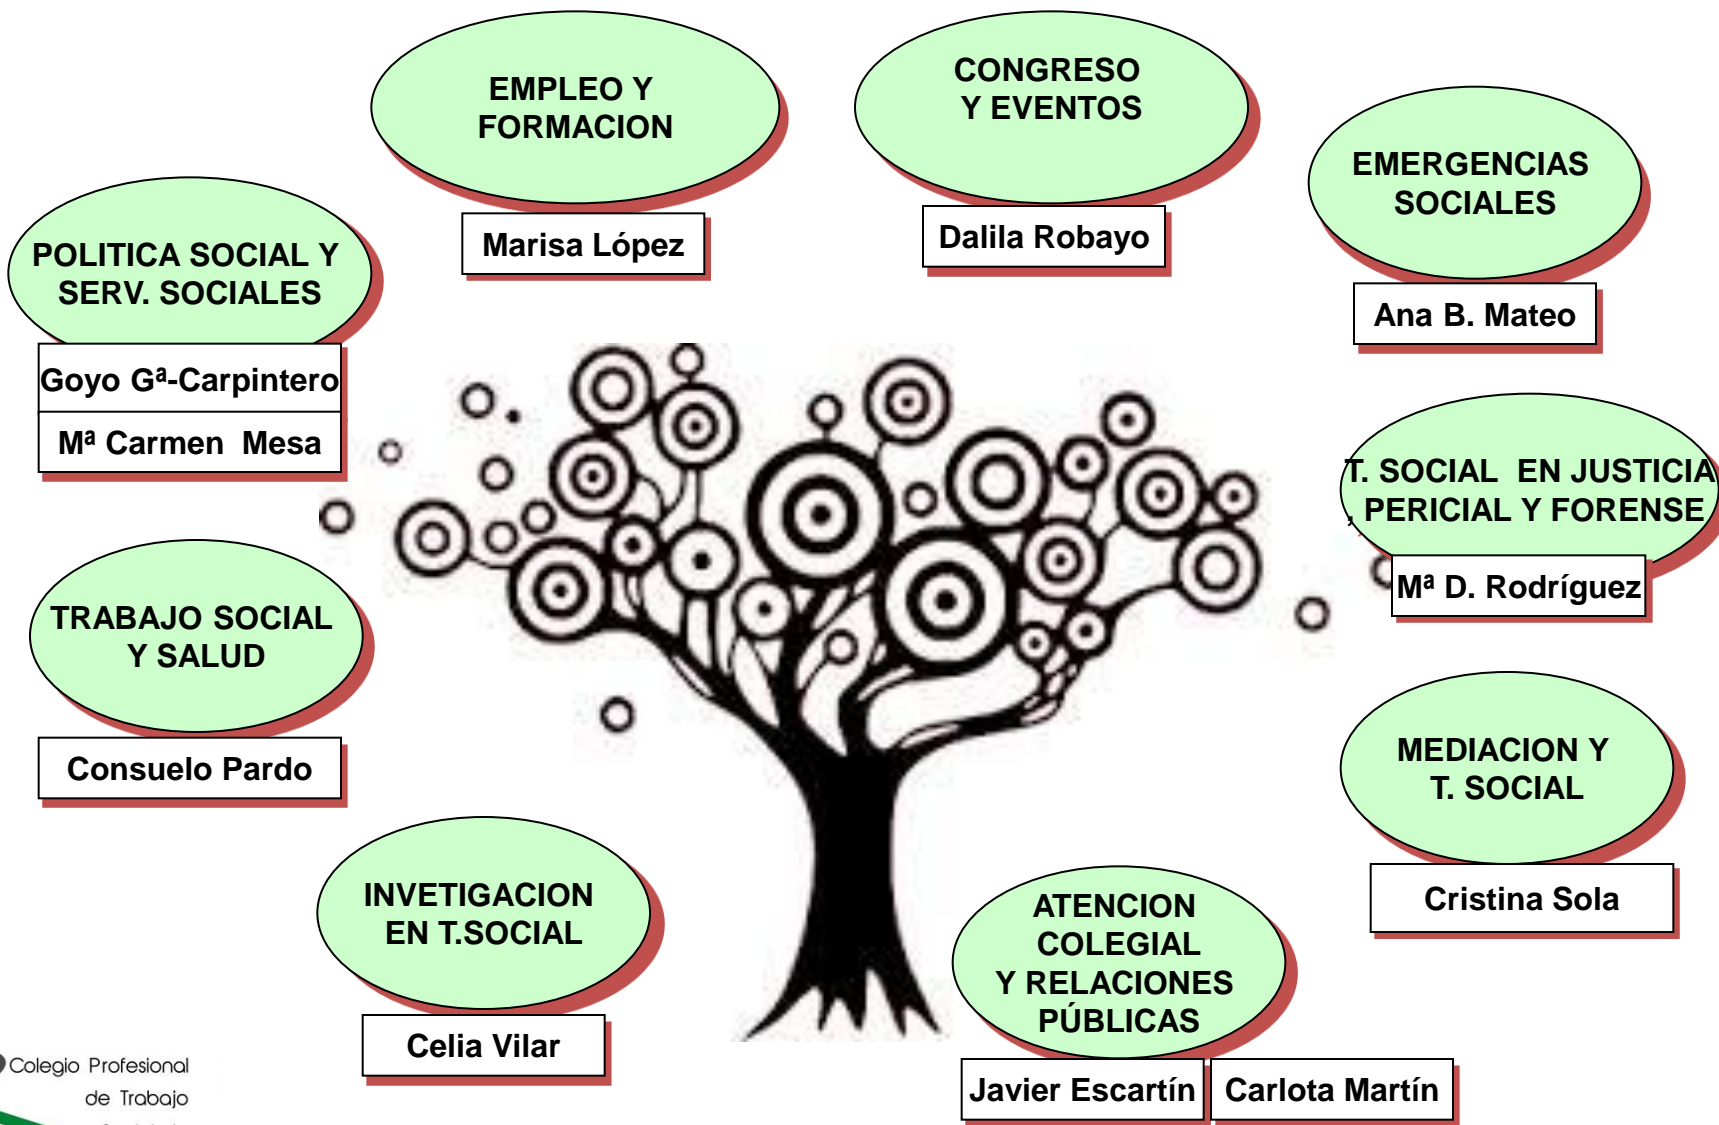 EMPLEO Y
FORMACION
Marisa López
CONGRESO
Y EVENTOS
Dalila Robayo
EMERGENCIAS
SOCIALES
Ana B. Mateo
POLITICA SOCIAL Y
SERV. SOCIALES
Goyo Gª-Carpintero
Mª Carmen Mesa
T. SOCIAL EN JUSTICIA
, PERICIAL Y FORENSE
Mª D. Rodríguez
TRABAJO SOCIAL
Y SALUD
Consuelo Pardo
MEDIACION Y
T. SOCIAL
Cristina Sola
INVETIGACION
EN T.SOCIAL
Celia Vilar
ATENCION
COLEGIAL
Y RELACIONES
PÚBLICAS
Javier Escartín
Carlota Martín
Colegio Profesional
de Trabajo